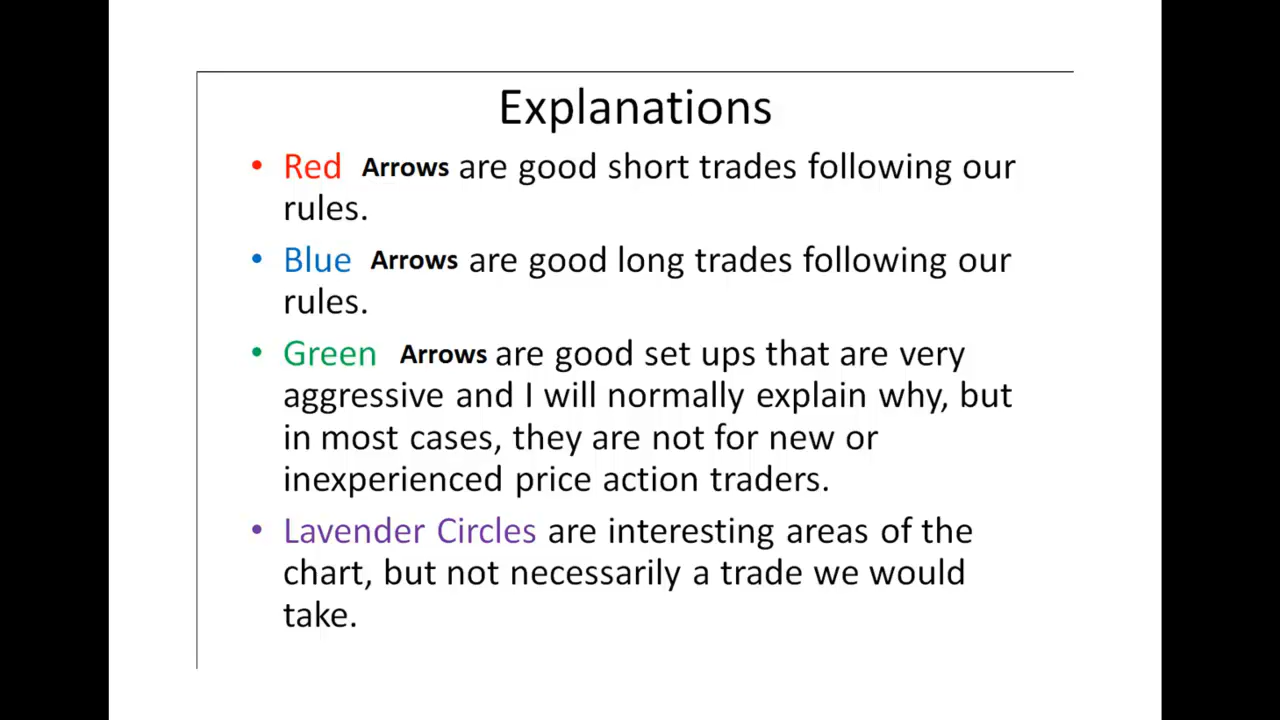 Explanations
• Red Arrows are good short trades following our
rules.
• Blue Arrows are good long trades following our
rules.
• Green Arrows are good set ups that are very
aggressive and I will normally explain why, but
in most cases, they are not for new or
inexperienced price action traders.
• Lavender Circles are interesting areas of the
chart, but not necessarily a trade we would
take.